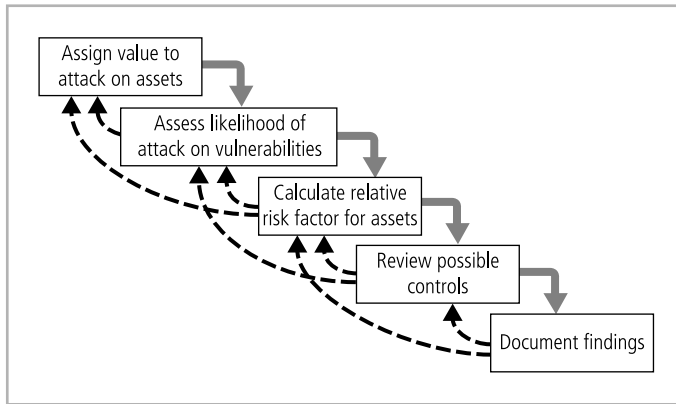 Assign value to
attack on assets
Assess likelihood of
attack on vulnerabilities
Calculate relative
risk factor for assets
Review possible
controls
Document findings